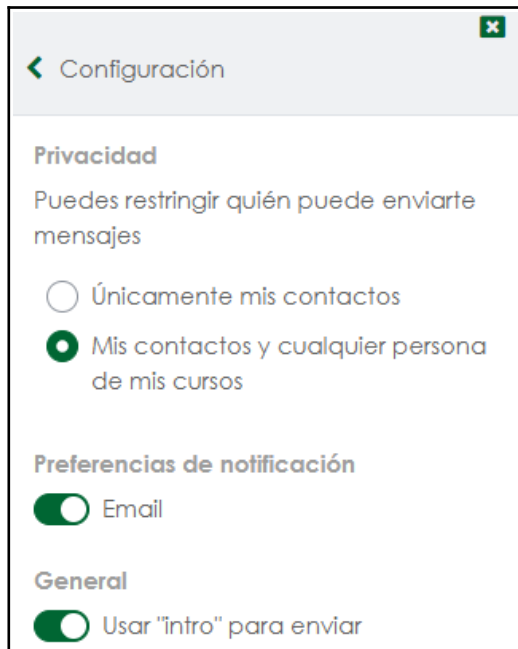 Configuración
Privacidad
Puedes restringir quién puede enviarte
mensajes
Únicamente mis contactos
Mis contactos y cualquier persona
de mis cursos
Preferencias de notificación
Email
General
Usar "intro" para enviar